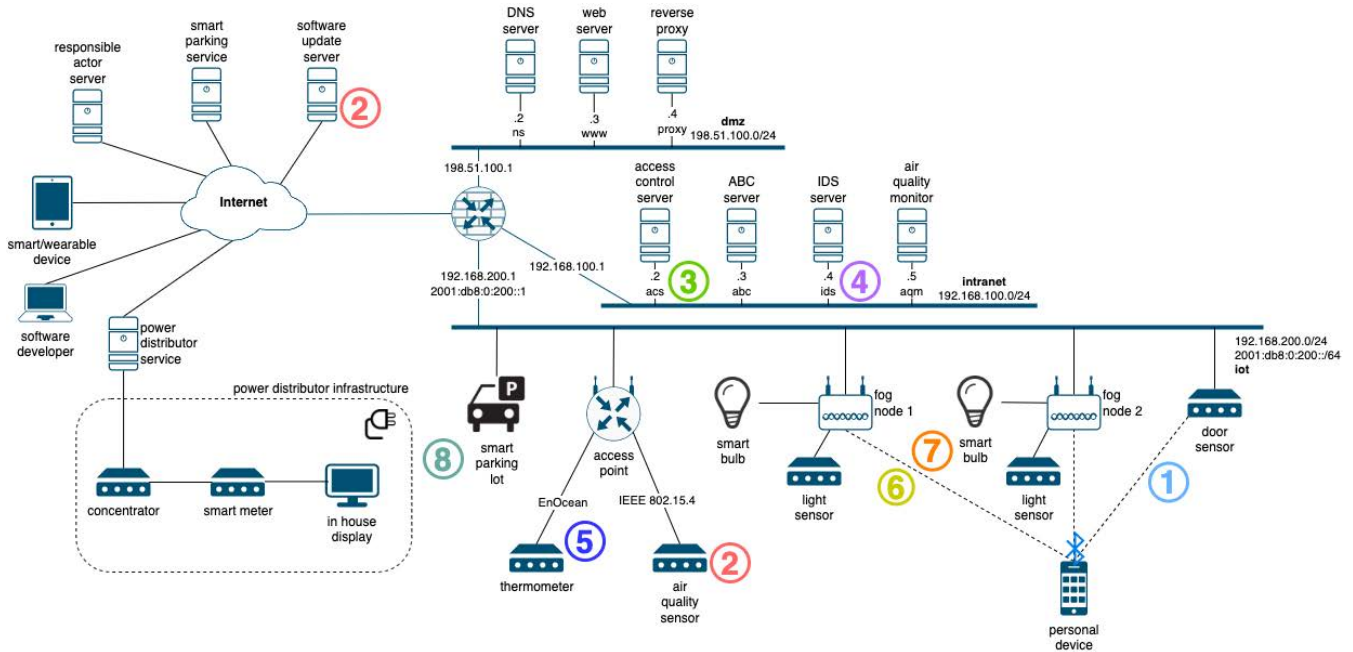 DNS
server
web
server
reverse
proxy
smart
parking
service
software
update
server
responsible
actor
server
2
.2
ns
.3
www
.4
proxy
dmz
198.51.100.0/24
198.51.100.1
access
control
server
ABC
server
IDS
server
air
quality
monitor
Internet
smart/wearable
device
192.168.200.1
2001:db8:0:200::1
192.168.100.1
.2
acs
3
.3
abc
.4
ids
4
.5
aqm
intranet
192.168.100.0/24
software
developer
power
distributor
service
192.168.200.0/24
2001:db8:0:200::/64
iot
power distributor infrastructure
P
smart
parking
lot
8
access
point
smart
bulb
fog
node 1
7
smart
bulb
fog
node 2
door
sensor
concentrator
smart meter
in house
display
EnOcean
IEEE 802.15.4
light
sensor
6
light
sensor
1
5
thermometer
2
air
quality
sensor
personal
device